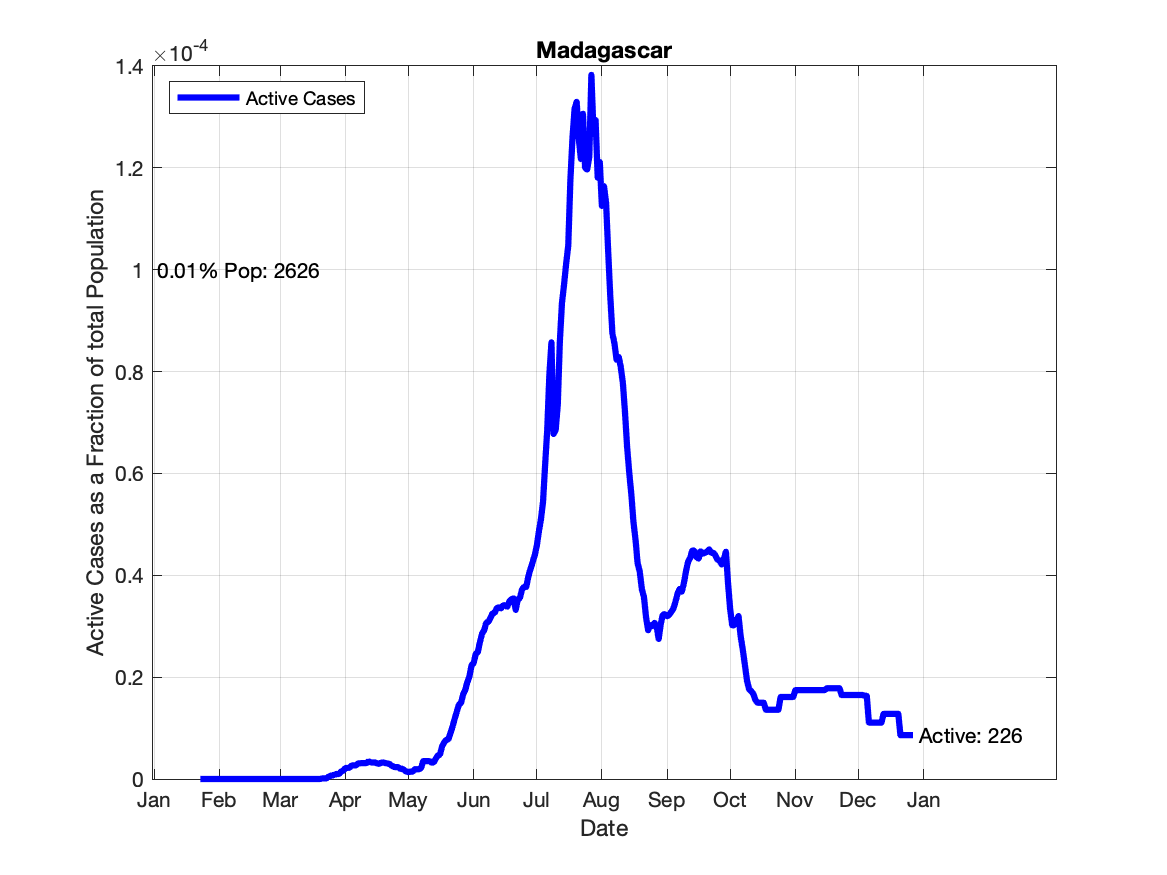 Madagascar
×10-4
Active Cases
1.4
1.2
1
0.8
0.6
0.4
0.2
0
0.01% Pop: 2626
Active: 226
Active Cases as a Fraction of total Population
Jan Feb Mar Apr May Jun Jul Aug Sep Oct Nov Dec Jan
Date